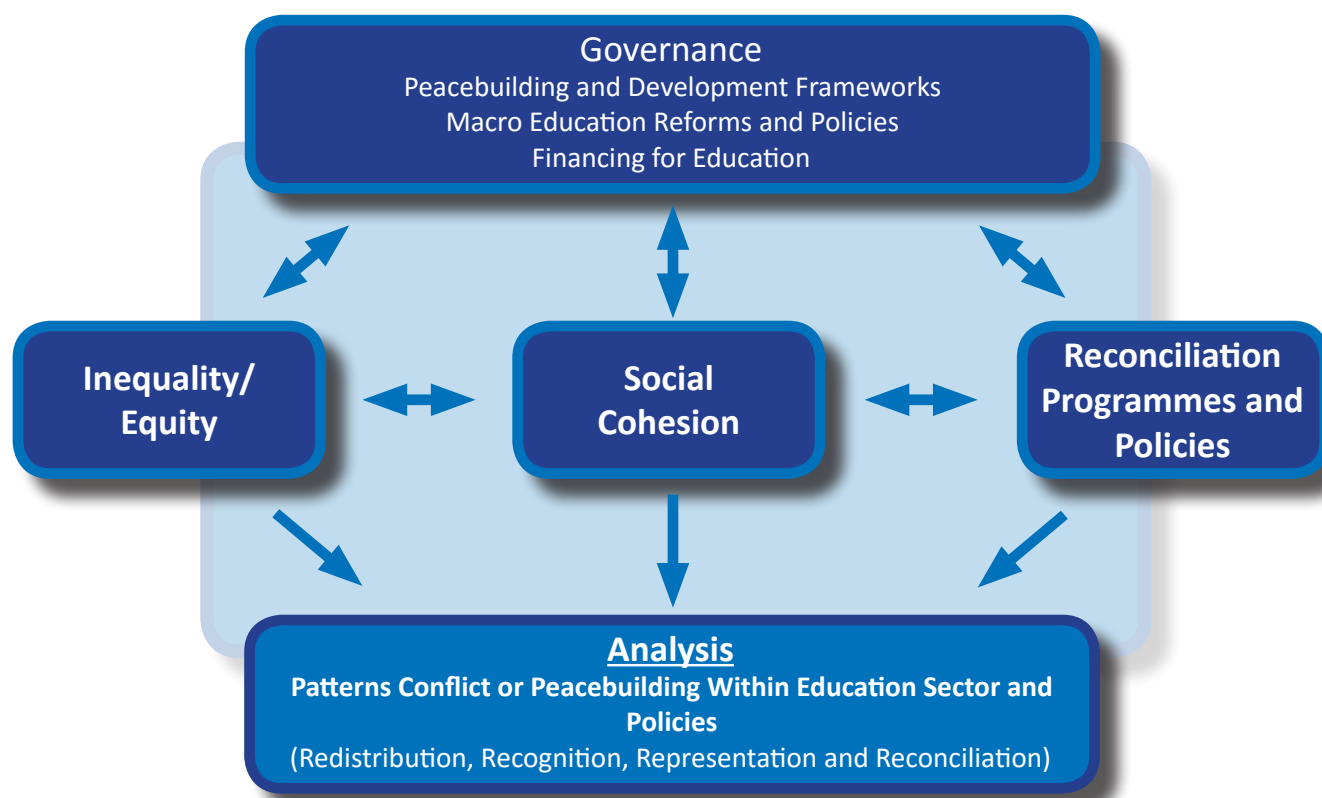 Governance
Peacebuilding and Development Frameworks
Macro Education Reforms and Policies
Financing for Education
Inequality/
Equity
Social
Cohesion
Reconciliation
Programmes and
Policies
Analysis
Patterns Conflict or Peacebuilding Within Education Sector and
Policies
(Redistribution, Recognition, Representation and Reconciliation)